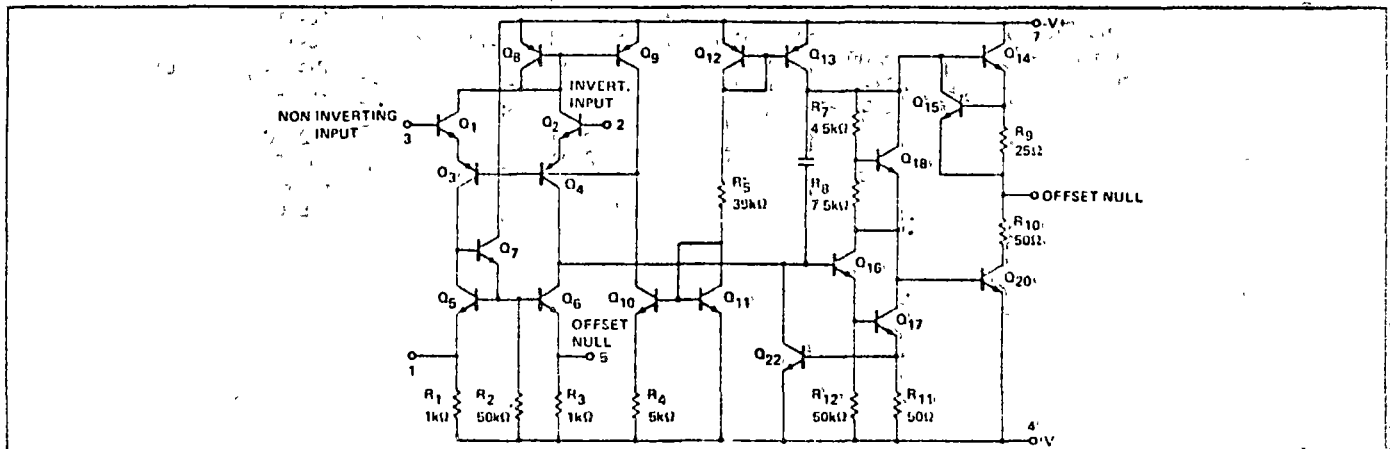 Q8
Q9
Q12
Q13
V+
7
Q14
INVERT.
INPUT
NON INVERTING
INPUT
3
Q1
Q2
2
Q15
R7
4.5kΩ
R9
25Ω
Q18
Q3
Q4
R5
39kΩ
R8
7.5kΩ
OFFSET NULL
R10
50Ω
Q7
Q16
Q20
Q5
Q6
Q10
Q11
OFFSET
NULL
5
Q17
1
Q22
R1
1kΩ
R2
50kΩ
R3
1kΩ
R4
5kΩ
R12
50kΩ
R11
50Ω
4
V